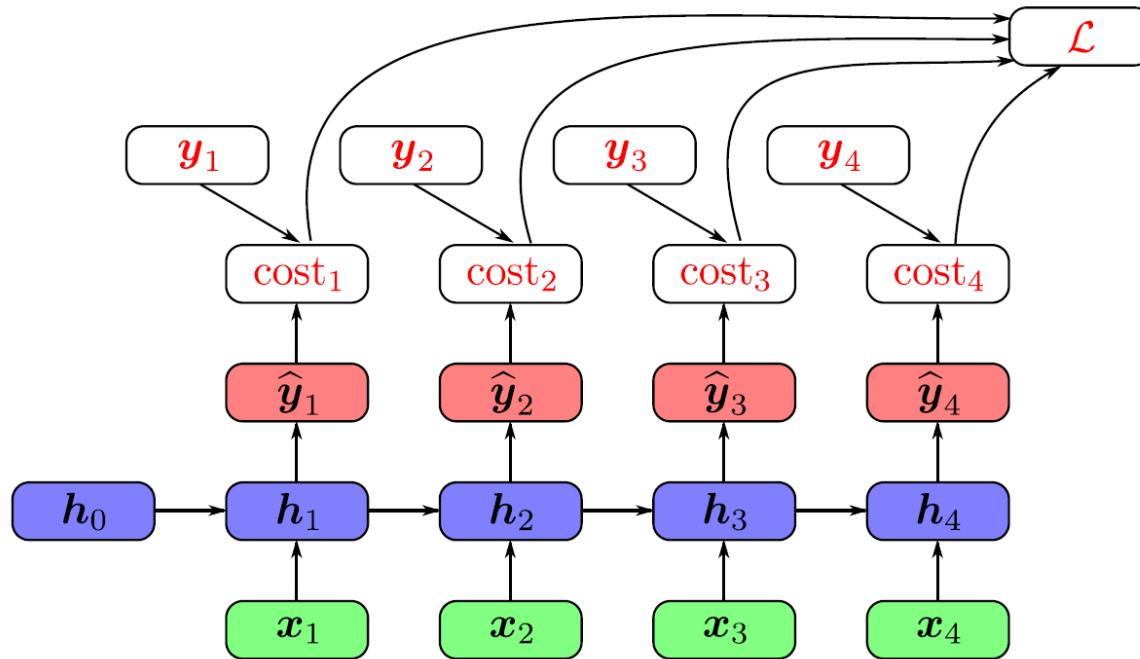 ℒ
y₁ y₂ y₃ y₄
cost₁ cost₂ cost₃ cost₄
ŷ₁ ŷ₂ ŷ₃ ŷ₄
h₀ h₁ h₂ h₃ h₄
x₁ x₂ x₃ x₄